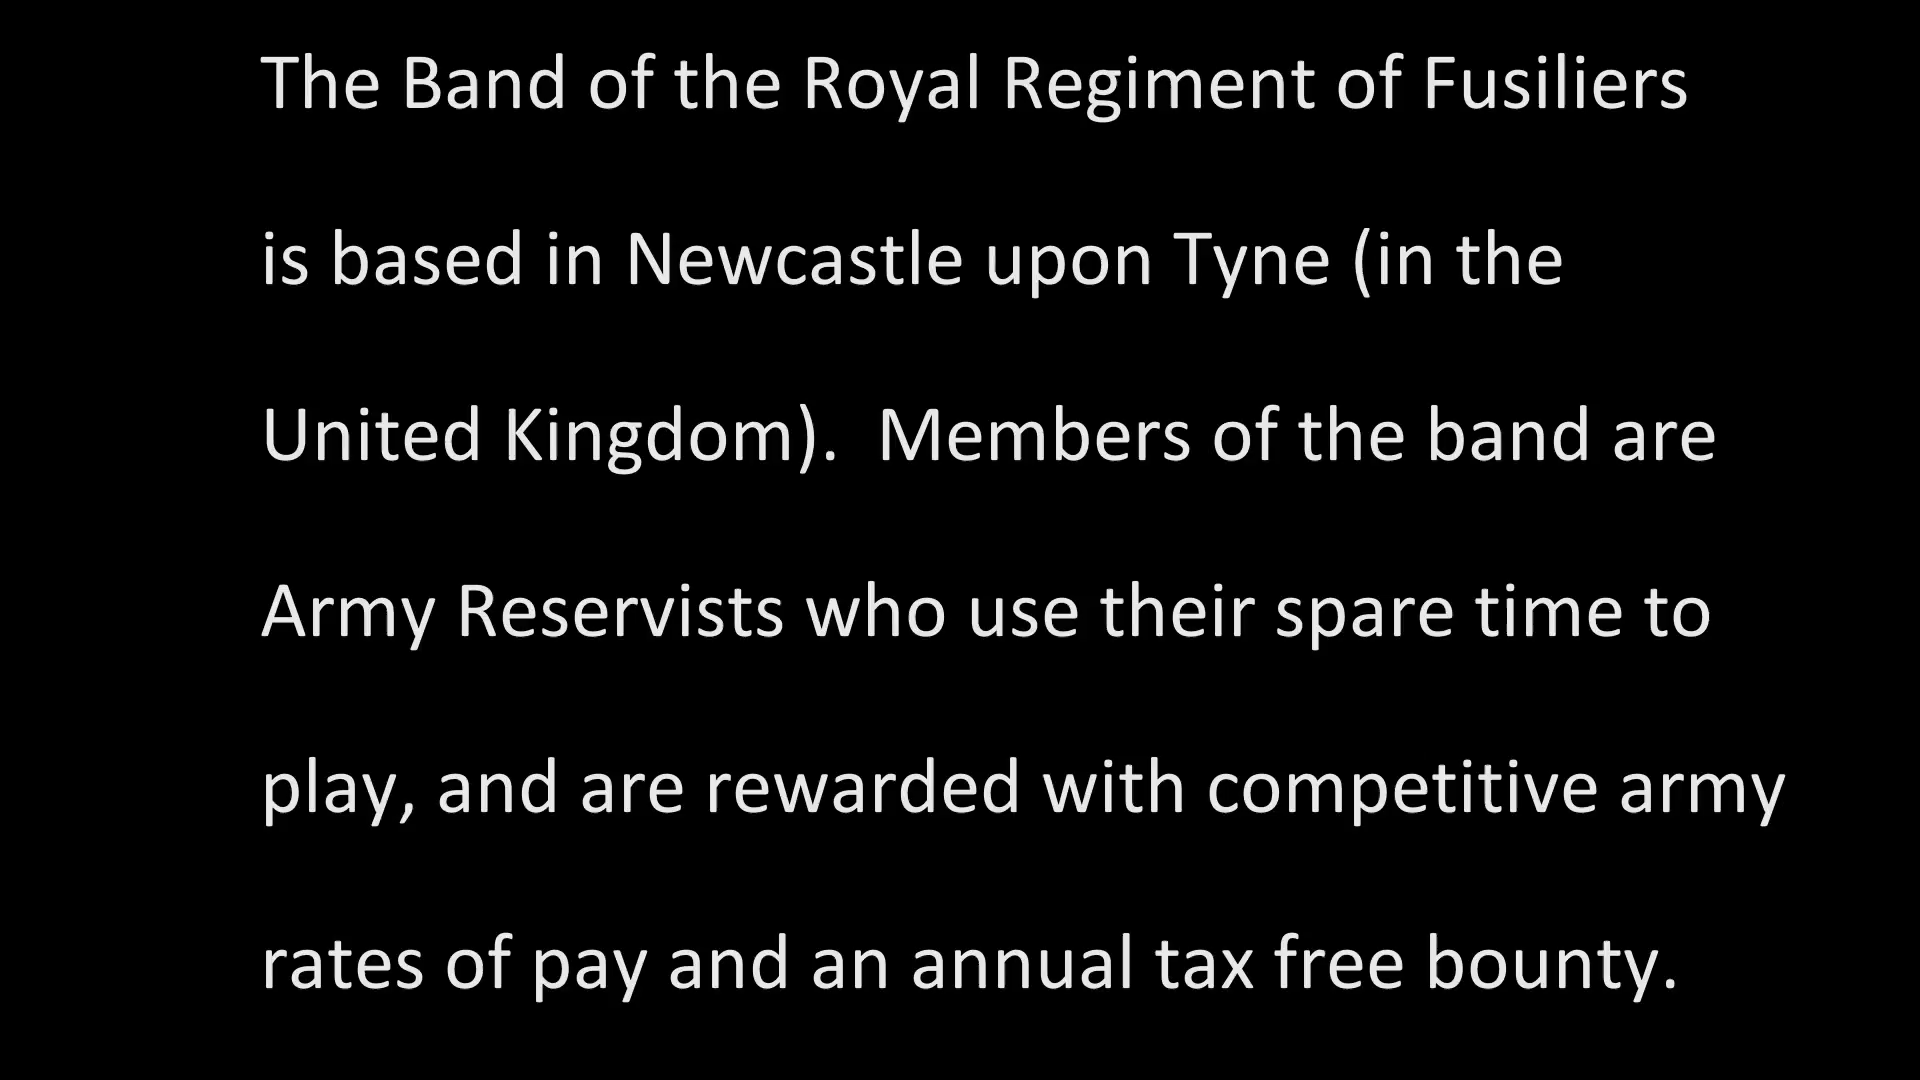 The Band of the Royal Regiment of Fusiliers
is based in Newcastle upon Tyne (in the
United Kingdom).  Members of the band are
Army Reservists who use their spare time to
play, and are rewarded with competitive army
rates of pay and an annual tax free bounty.